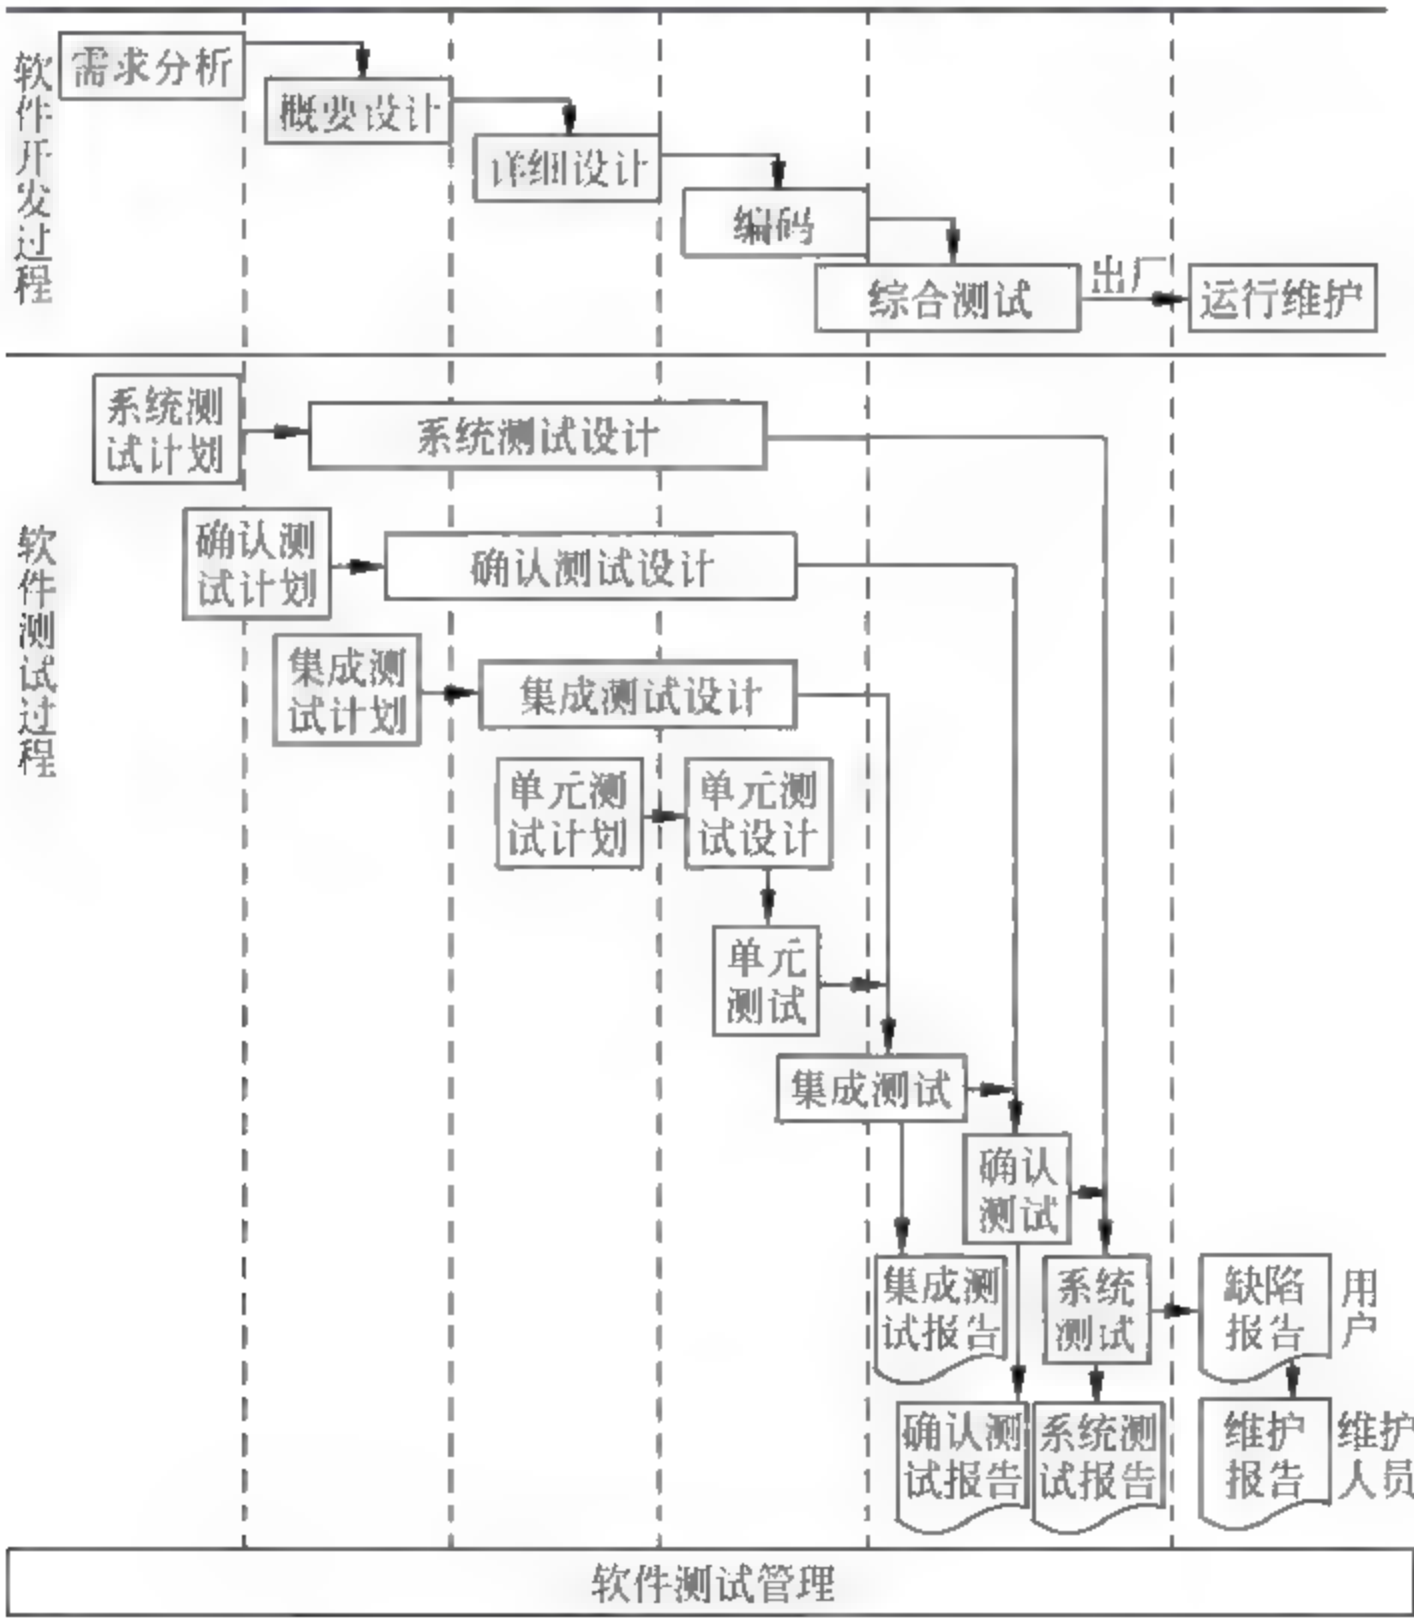 软件开发过程
需求分析
概要设计
详细设计
编码
综合测试
出厂
运行维护
软件测试过程
系统测
试计划
系统测试设计
确认测
试计划
确认测试设计
集成测
试计划
集成测试设计
单元测
试计划
单元测
试设计
单元
测试
集成测试
确认
测试
集成测
试报告
系统
测试
缺陷
报告
用户
确认测
试报告
系统测
试报告
维护
报告
维护
人员
软件测试管理